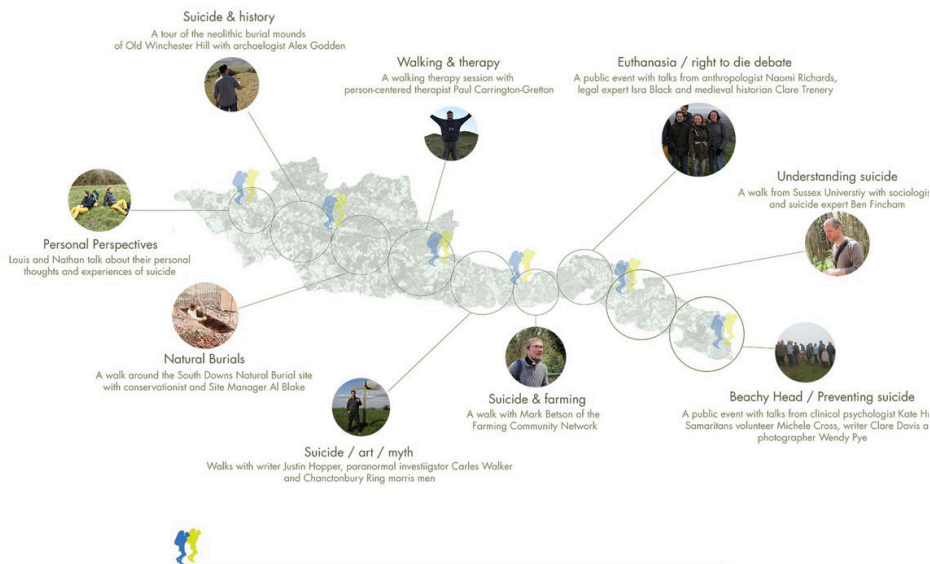 Suicide & history
A tour of the neolithic burial mounds
of Old Winchester Hill with archaelogist Alex Godden
Walking & therapy
A walking therapy session with
person-centered therapist Paul Carrington-Gretton
Euthanasia / right to die debate
A public event with talks from anthropologist Naomi Richards,
legal expert Isra Black and medieval historian Clare Trenery
Understanding suicide
A walk from Sussex Universtiy with sociologis
and suicide expert Ben Fincham
Personal Perspectives
Louis and Nathan talk about their personal
thoughts and experiences of suicide
Natural Burials
A walk around the South Downs Natural Burial site
with conservationist and Site Manager Al Blake
Suicide / art / myth
Walks with writer Justin Hopper, paranormal investiigstor Carles Walker
and Chanctonbury Ring morris men
Suicide & farming
A walk with Mark Betson of the
Farming Community Network
Beachy Head / Preventing suicide
A public event with talks from clinical psychologist Kate H
Samaritans volunteer Michele Cross, writer Clare Davis a
photographer Wendy Pye